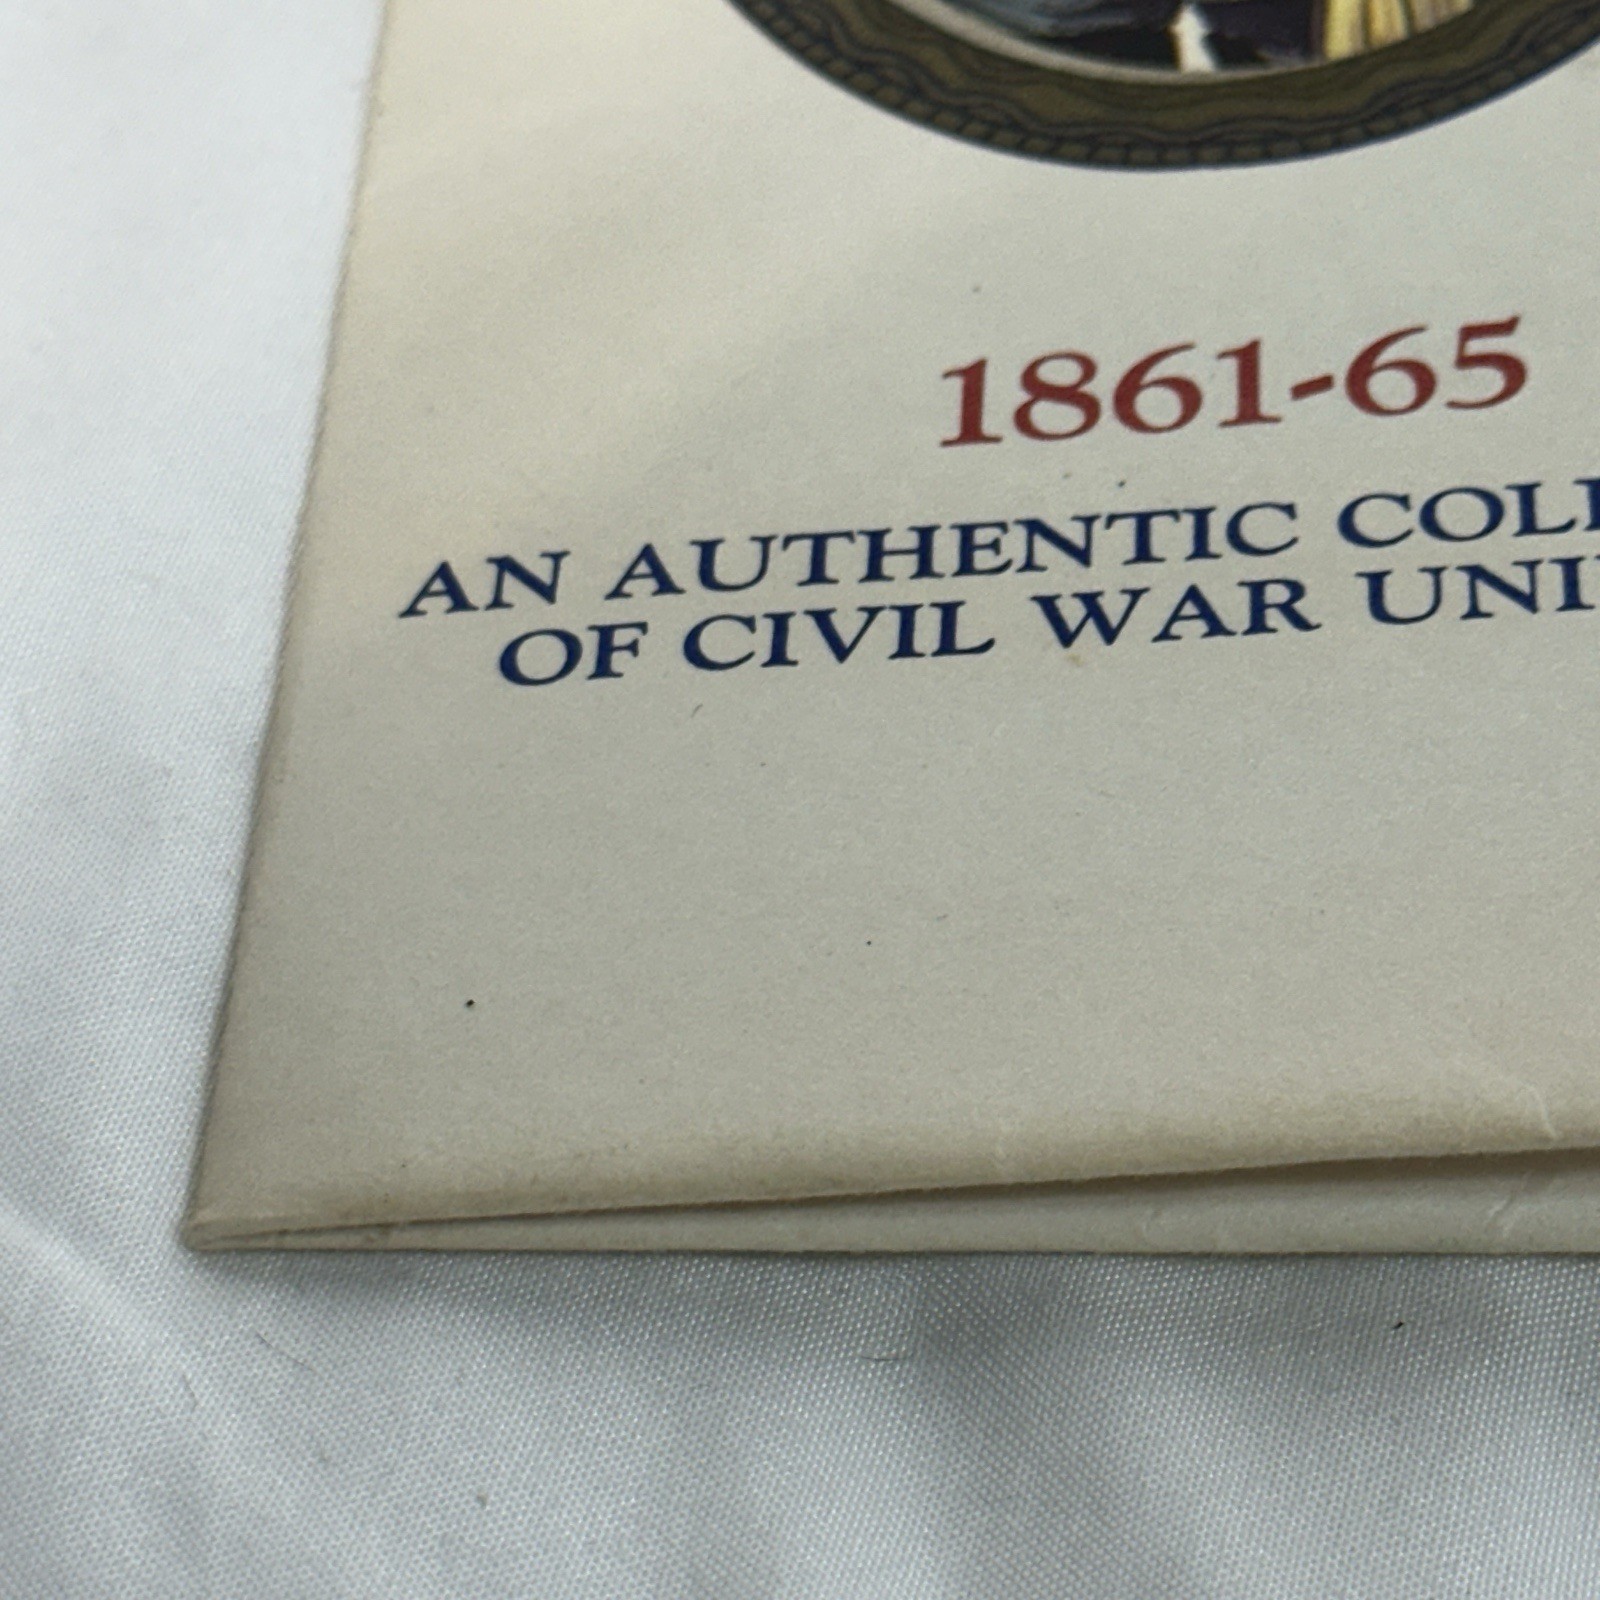 1861-65
AN AUTHENTIC
OF CIVIL WAR